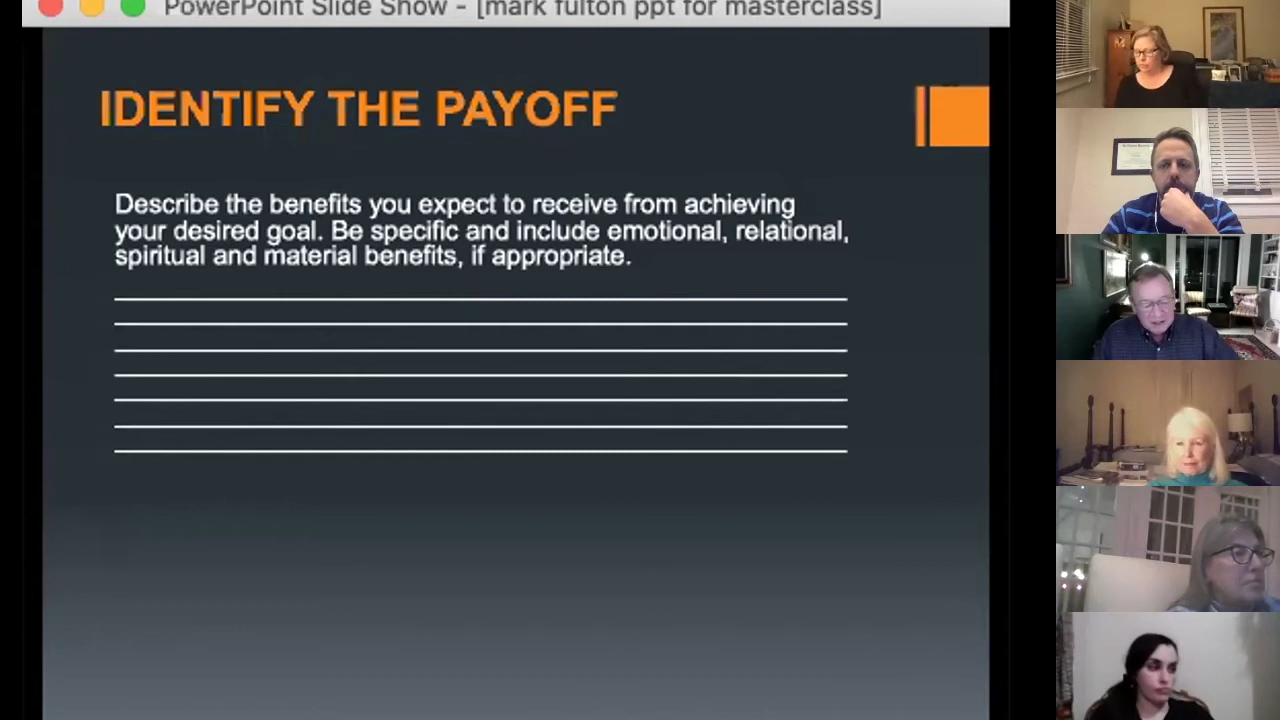 PowerPoint Slide Show - [mark fulton ppt for masterclass]
IDENTIFY THE PAYOFF
Describe the benefits you expect to receive from achieving
your desired goal. Be specific and include emotional, relational,
spiritual and material benefits, if appropriate.